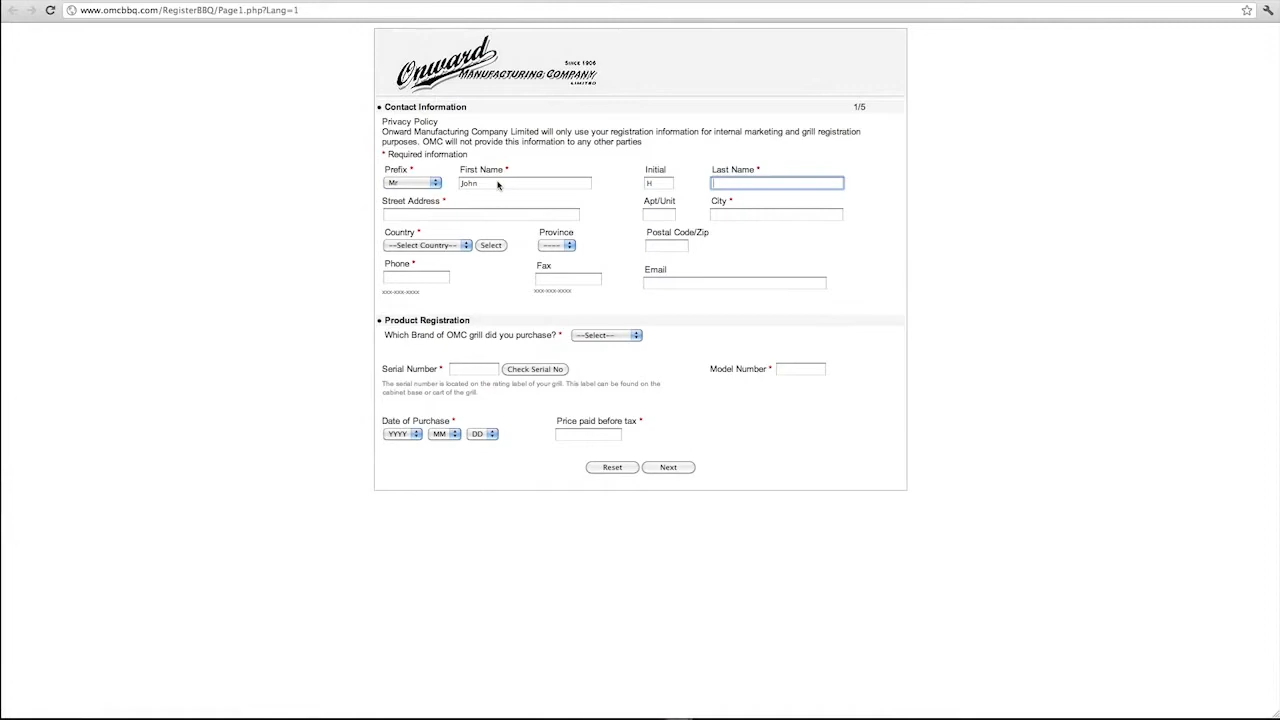 www.omcbbq.com/RegisterBBQ/Page1.php?Lang=1
Onward
SINCE 1906
MANUFACTURING COMPANY
LIMITED
• Contact Information 1/5
Privacy Policy
Onward Manufacturing Company Limited will only use your registration information for internal marketing and grill registration
purposes. OMC will not provide this information to any other parties
* Required information
Prefix * First Name * Initial Last Name *
Mr John H
Street Address * Apt/Unit City *
Country * Province Postal Code/Zip
---Select Country--- Select ----
Phone * Fax Email
xxx-xxx-xxxx xxx-xxx-xxxx
• Product Registration
Which Brand of OMC grill did you purchase? * ---Select---
Serial Number * Check Serial No Model Number *
The serial number is located on the rating label of your grill. This label can be found on the
cabinet base or cart of the grill.
Date of Purchase * Price paid before tax *
YYYY MM DD
Reset Next